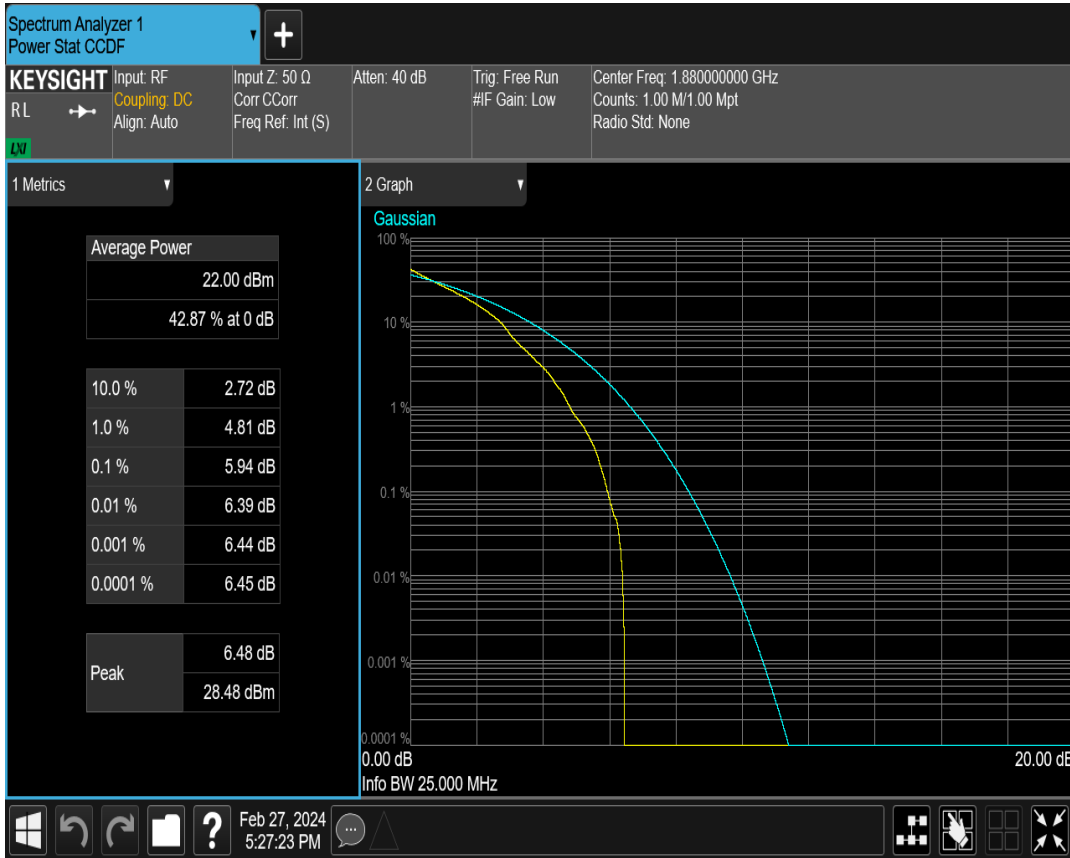 Spectrum Analyzer 1
Power Stat CCDF
KEYSIGHT
RL
LXI
Input: RF
Coupling: DC
Align: Auto
Input Z: 50 Ω
Corr CCorr
Freq Ref: Int (S)
Atten: 40 dB
Trig: Free Run
#IF Gain: Low
Center Freq: 1.880000000 GHz
Counts: 1.00 M/1.00 Mpt
Radio Std: None
1 Metrics
Average Power
22.00 dBm
42.87 % at 0 dB
10.0 % 2.72 dB
1.0 % 4.81 dB
0.1 % 5.94 dB
0.01 % 6.39 dB
0.001 % 6.44 dB
0.0001 % 6.45 dB
Peak
6.48 dB
28.48 dBm
2 Graph
Gaussian
100 %
10 %
1 %
0.1 %
0.01 %
0.001 %
0.0001 %
0.00 dB
20.00 dB
Info BW 25.000 MHz
Feb 27, 2024
5:27:23 PM